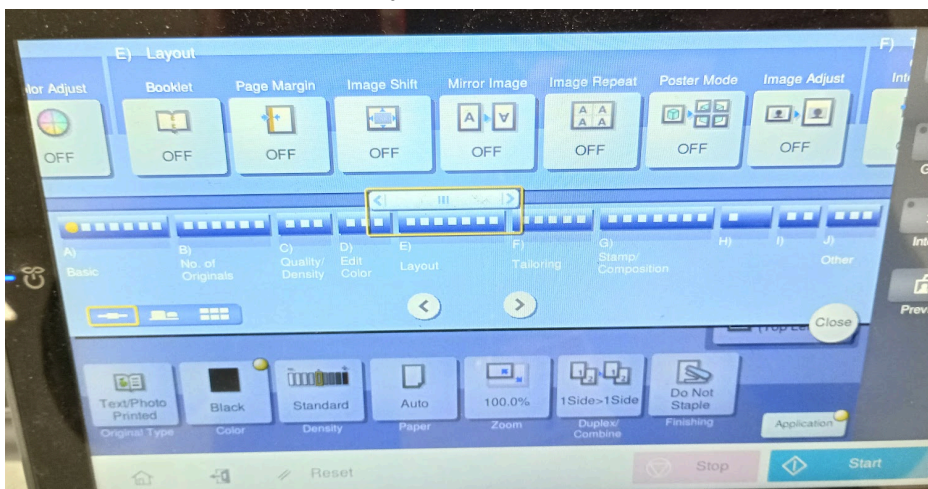 E) Layout
Booklet
Page Margin
Image Shift
Mirror Image
Image Repeat
Poster Mode
Image Adjust
F)
Adjust
OFF
OFF
OFF
OFF
OFF
OFF
OFF
OFF
A)
Basic
B)
No. of
Originals
C)
Quality/
Density
D)
Edit
Color
E)
Layout
F)
Tailoring
G)
Stamp/
Composition
H)
I)
J)
Other
Close
Text/Photo
Printed
Original Type
Black
Color
Standard
Density
Auto
Paper
100.0%
Zoom
1Side>1Side
Duplex/
Combine
Do Not
Staple
Finishing
Application
Reset
Stop
Start